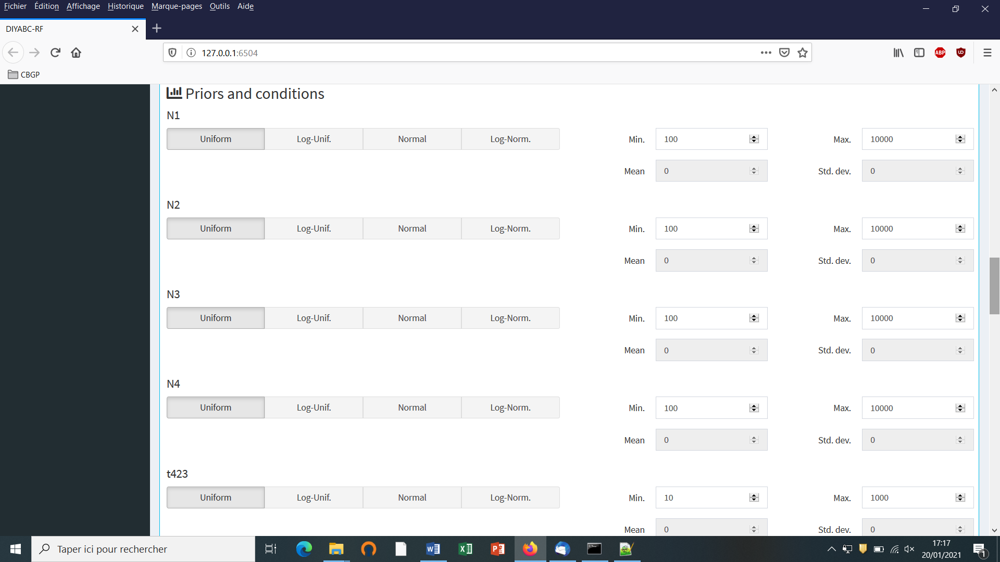 Fichier Édition Affichage Historique Marque-pages Outils Aide
DIYABC-RF
127.0.0.1:6504
ABP
CBGP
Priors and conditions
N1
Uniform Log-Unif. Normal Log-Norm. Min. 100 Max. 10000
Mean 0 Std. dev. 0
N2
Uniform Log-Unif. Normal Log-Norm. Min. 100 Max. 10000
Mean 0 Std. dev. 0
N3
Uniform Log-Unif. Normal Log-Norm. Min. 100 Max. 10000
Mean 0 Std. dev. 0
N4
Uniform Log-Unif. Normal Log-Norm. Min. 100 Max. 10000
Mean 0 Std. dev. 0
t423
Uniform Log-Unif. Normal Log-Norm. Min. 10 Max. 1000
Mean 0 Std. dev. 0
Taper ici pour rechercher
17:17
20/01/2021
1